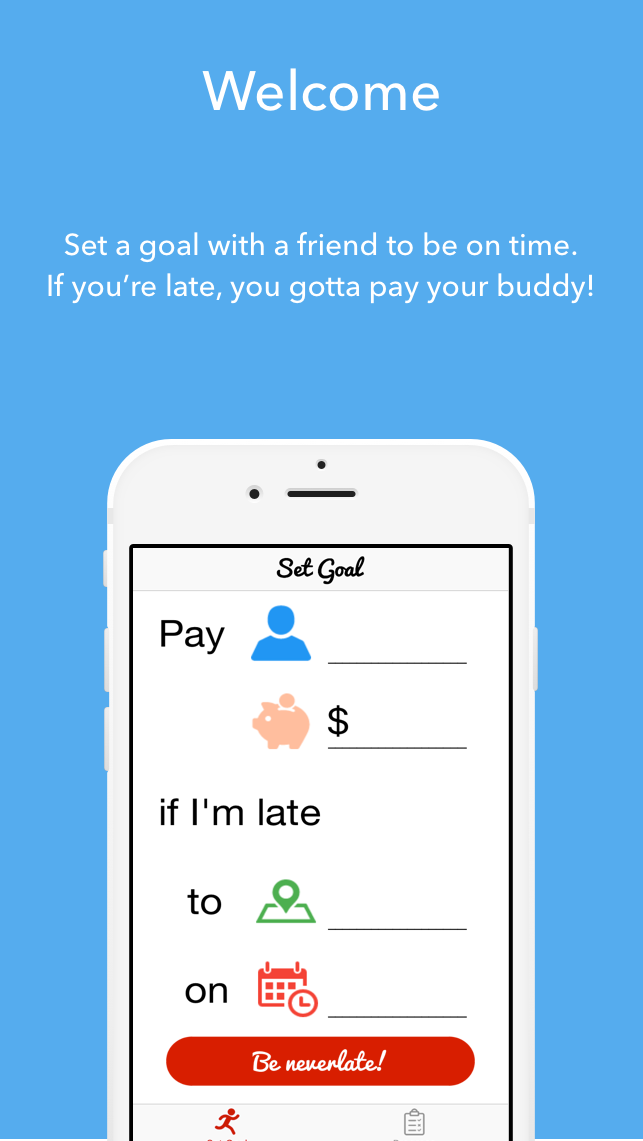 Welcome
Set a goal with a friend to be on time.
If you’re late, you gotta pay your buddy!
Set Goal
Pay
$
if I'm late
to
on
Be neverlate!